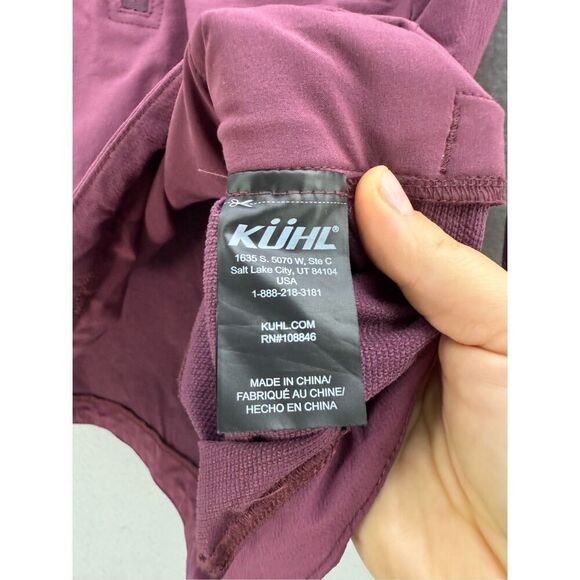 KÜHL®
1635 S. 5070 W, Ste C
Salt Lake City, UT 84104
USA
1-888-218-3181
KUHL.COM
RN#108846
MADE IN CHINA/
FABRIQUÉ AU CHINE/
HECHO EN CHINA